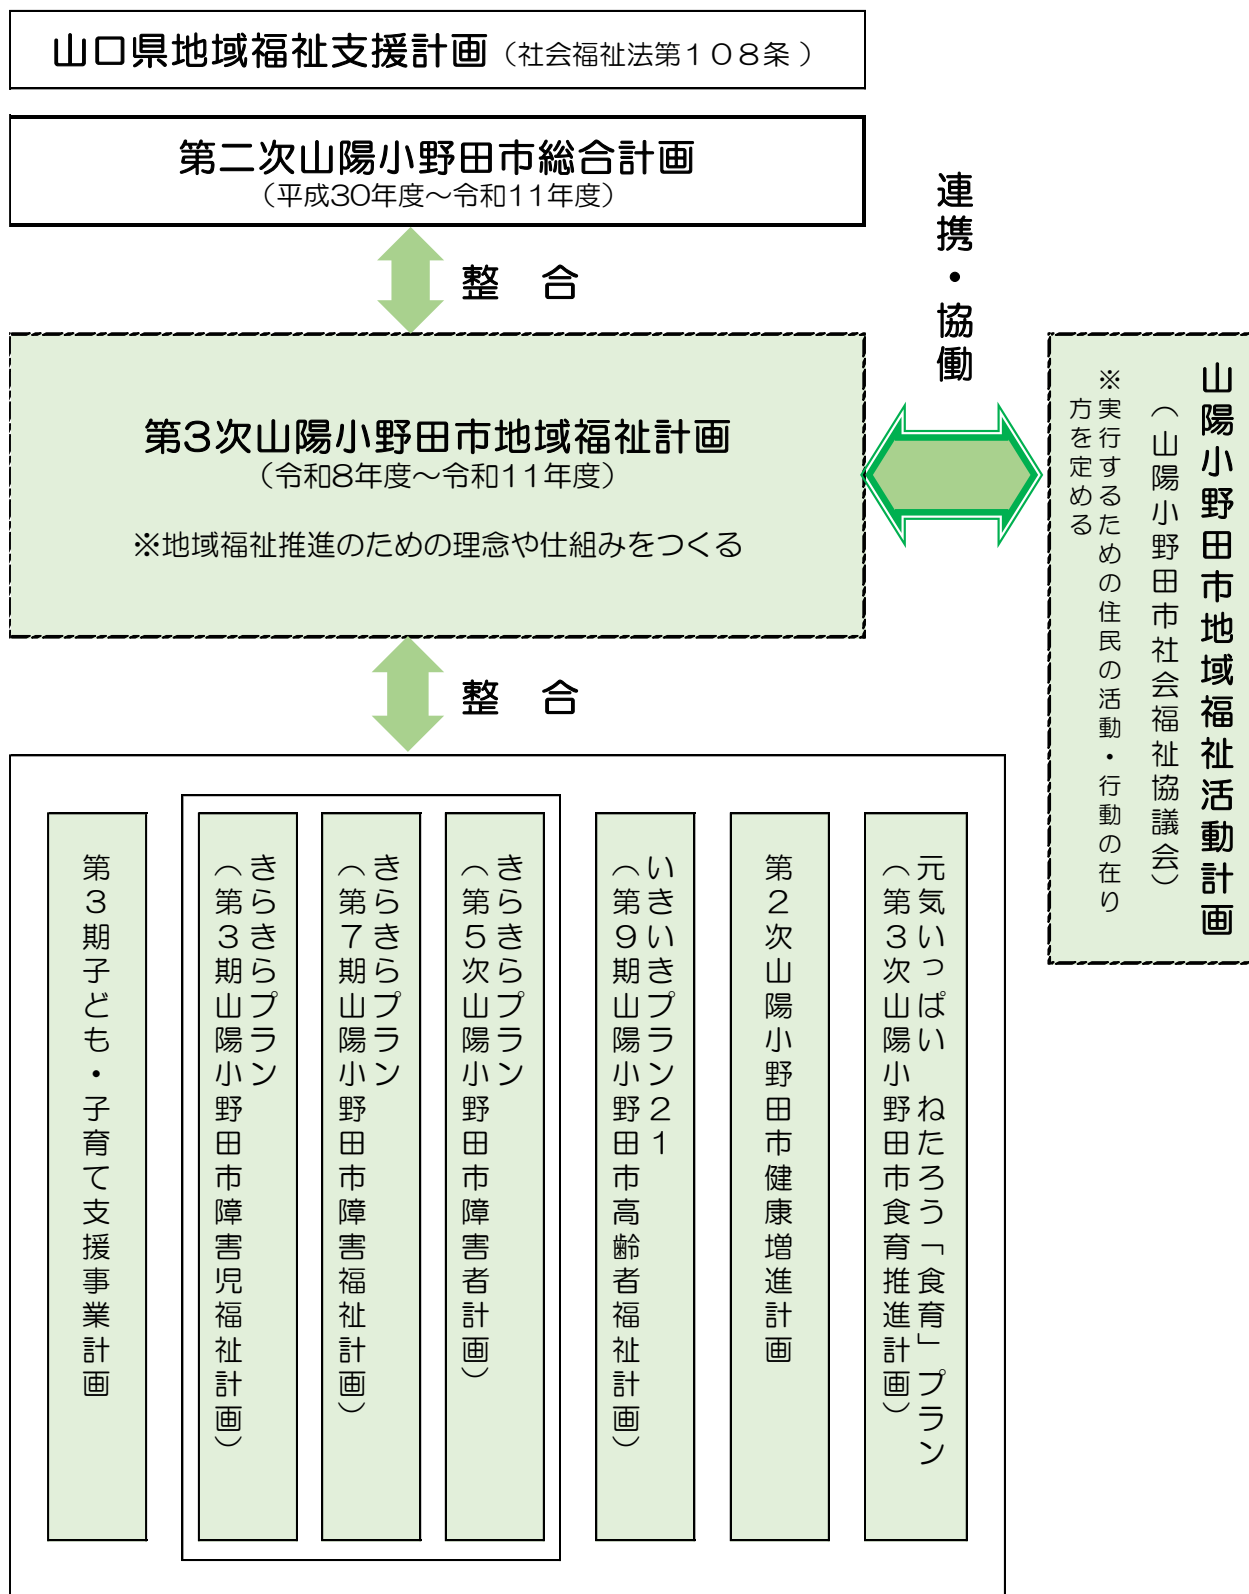 山口県地域福祉支援計画（社会福祉法第１０８条 ）
第二次山陽小野田市総合計画
（平成30年度～令和11年度）
整　合
連携・協働
第3次山陽小野田市地域福祉計画
（令和8年度～令和11年度）
※地域福祉推進のための理念や仕組みをつくる
山陽小野田市地域福祉活動計画
（山陽小野田市社会福祉協議会）
※実行するための住民の活動・行動の在り
方を定める
整　合
元気いっぱい　ねたろう「食育」プラン
（第３次山陽小野田市食育推進計画）
第２次山陽小野田市健康増進計画
いきいきプラン２１
（第９期山陽小野田市高齢者福祉計画）
きらきらプラン
（第５次山陽小野田市障害者計画）
きらきらプラン
（第７期山陽小野田市障害福祉計画）
きらきらプラン
（第３期山陽小野田市障害児福祉計画）
第３期子ども・子育て支援事業計画